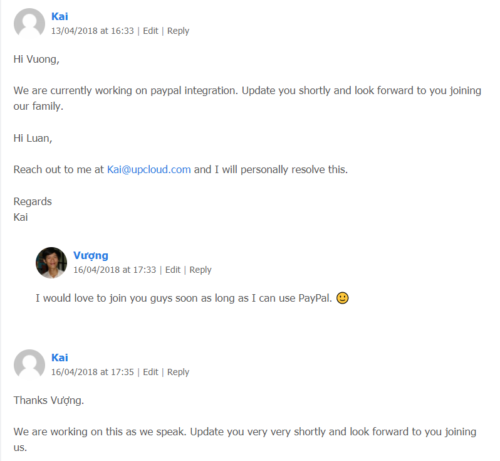 Kai
13/04/2018 at 16:33 | Edit | Reply
Hi Vuong,
We are currently working on paypal integration. Update you shortly and look forward to you joining
our family.
Hi Luan,
Reach out to me at Kai@upcloud.com and I will personally resolve this.
Regards
Kai
Vượng
16/04/2018 at 17:33 | Edit | Reply
I would love to join you guys soon as long as I can use PayPal. 🙂
Kai
16/04/2018 at 17:35 | Edit | Reply
Thanks Vượng.
We are working on this as we speak. Update you very very shortly and look forward to you joining
us.